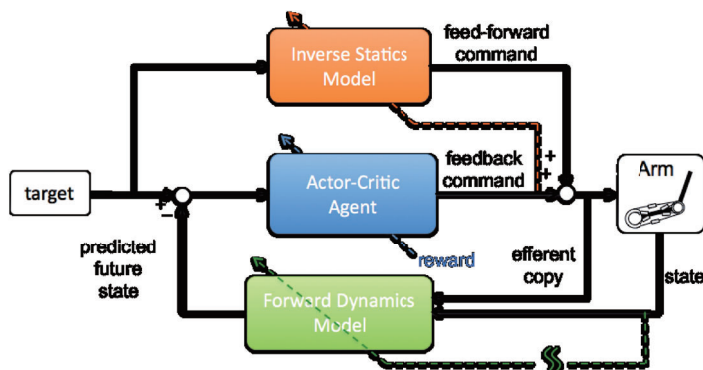 Inverse Statics
Model
feed-forward
command
target
+
−
Actor-Critic
Agent
feedback
command
+
+
Arm
predicted
future
state
reward
efferent
copy
state
Forward Dynamics
Model